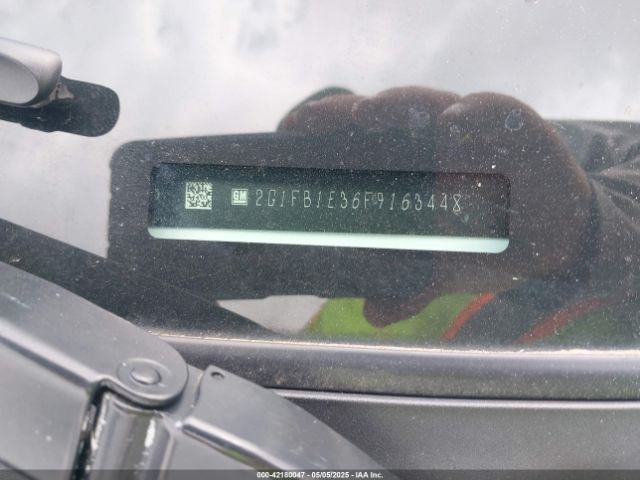 GM 2G1FB1E36F9163448
000-42180047 - 05/05/2025 - IAA Inc.